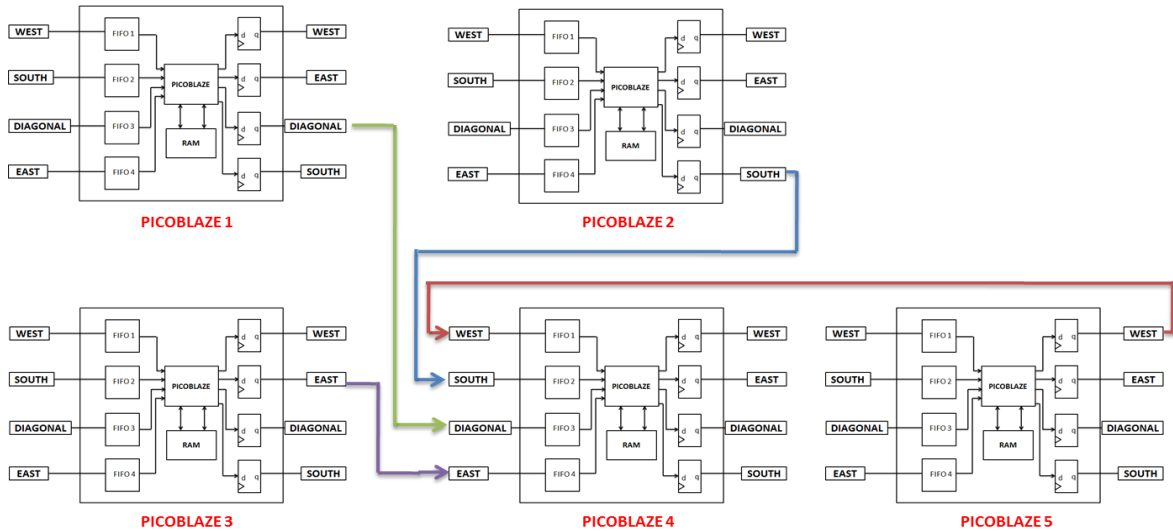 WEST FIFO 1 d q WEST
SOUTH FIFO 2 PICOBLAZE d q EAST
DIAGONAL FIFO 3 RAM d q DIAGONAL
EAST FIFO 4 d q SOUTH
PICOBLAZE 1
WEST FIFO 1 d q WEST
SOUTH FIFO 2 PICOBLAZE d q EAST
DIAGONAL FIFO 3 RAM d q DIAGONAL
EAST FIFO 4 d q SOUTH
PICOBLAZE 2
WEST FIFO 1 d q WEST
SOUTH FIFO 2 PICOBLAZE d q EAST
DIAGONAL FIFO 3 RAM d q DIAGONAL
EAST FIFO 4 d q SOUTH
PICOBLAZE 3
WEST FIFO 1 d q WEST
SOUTH FIFO 2 PICOBLAZE d q EAST
DIAGONAL FIFO 3 RAM d q DIAGONAL
EAST FIFO 4 d q SOUTH
PICOBLAZE 4
WEST FIFO 1 d q WEST
SOUTH FIFO 2 PICOBLAZE d q EAST
DIAGONAL FIFO 3 RAM d q DIAGONAL
EAST FIFO 4 d q SOUTH
PICOBLAZE 5